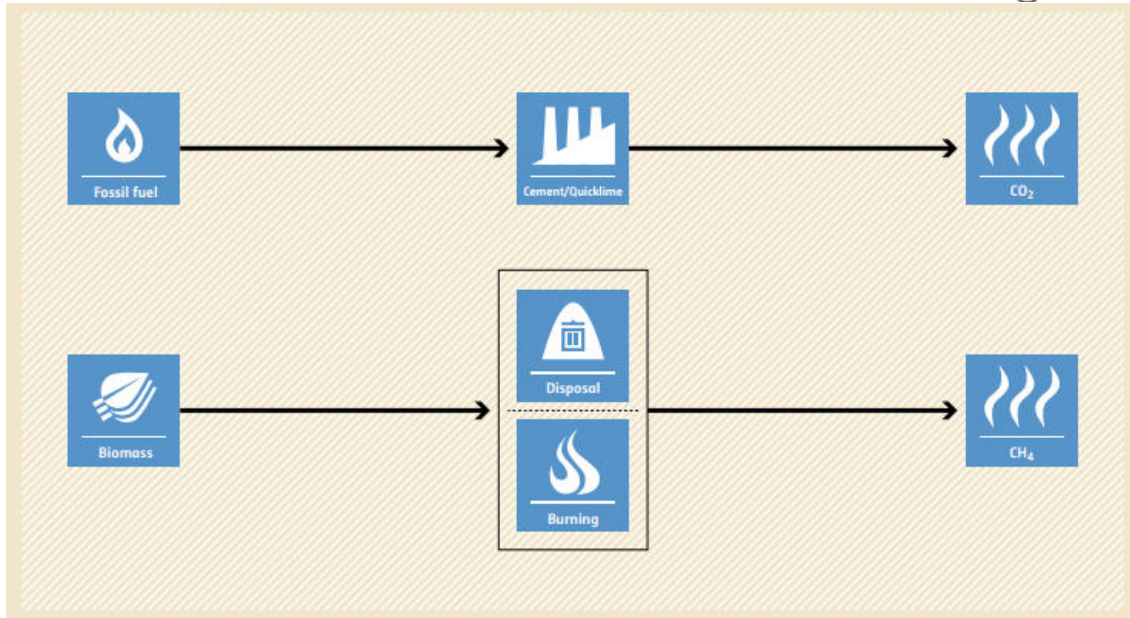 Fossil fuel
Cement/Quicklime
CO₂
Disposal
Biomass
CH₄
Burning